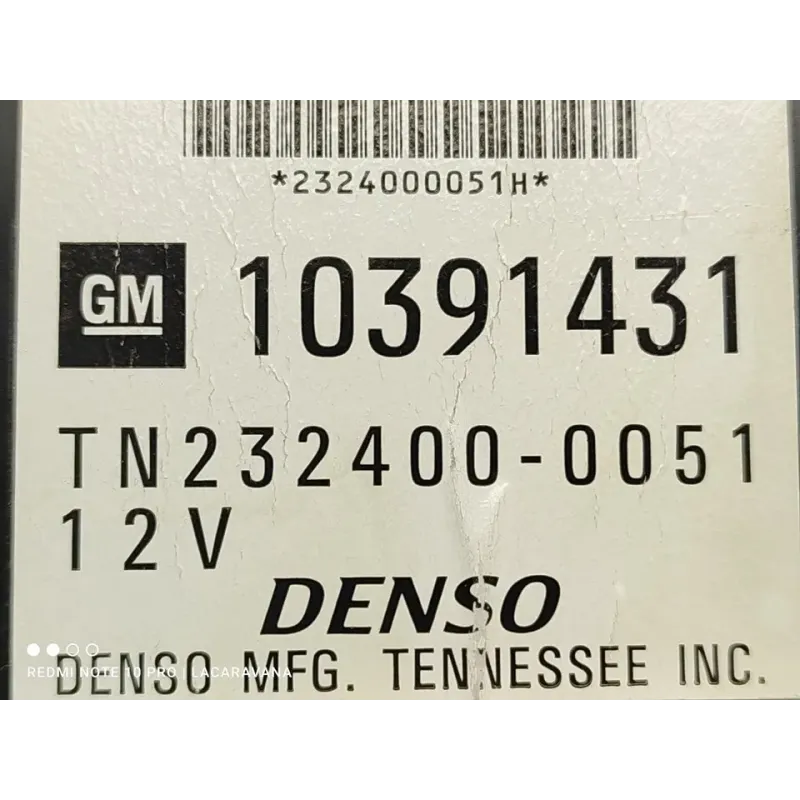 *2324000051H*
GM 10391431
TN232400-0051
12V
DENSO
DENSO MFG. TENNESSEE INC.
REDMI NOTE 10 PRO | LACARAVANA